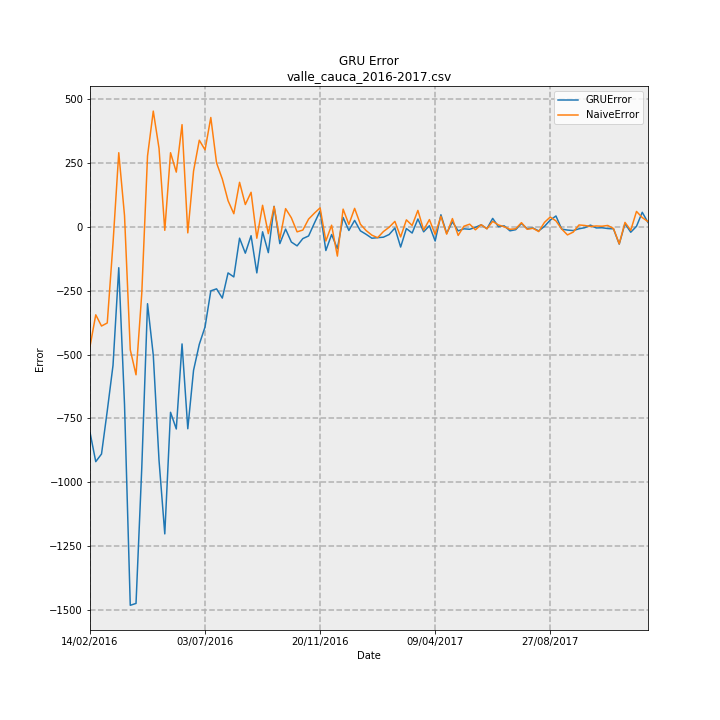 GRU Error
valle_cauca_2016-2017.csv
GRUError
NaiveError
500
250
0
−250
−500
−750
−1000
−1250
−1500
Error
14/02/2016
03/07/2016
20/11/2016
09/04/2017
27/08/2017
Date